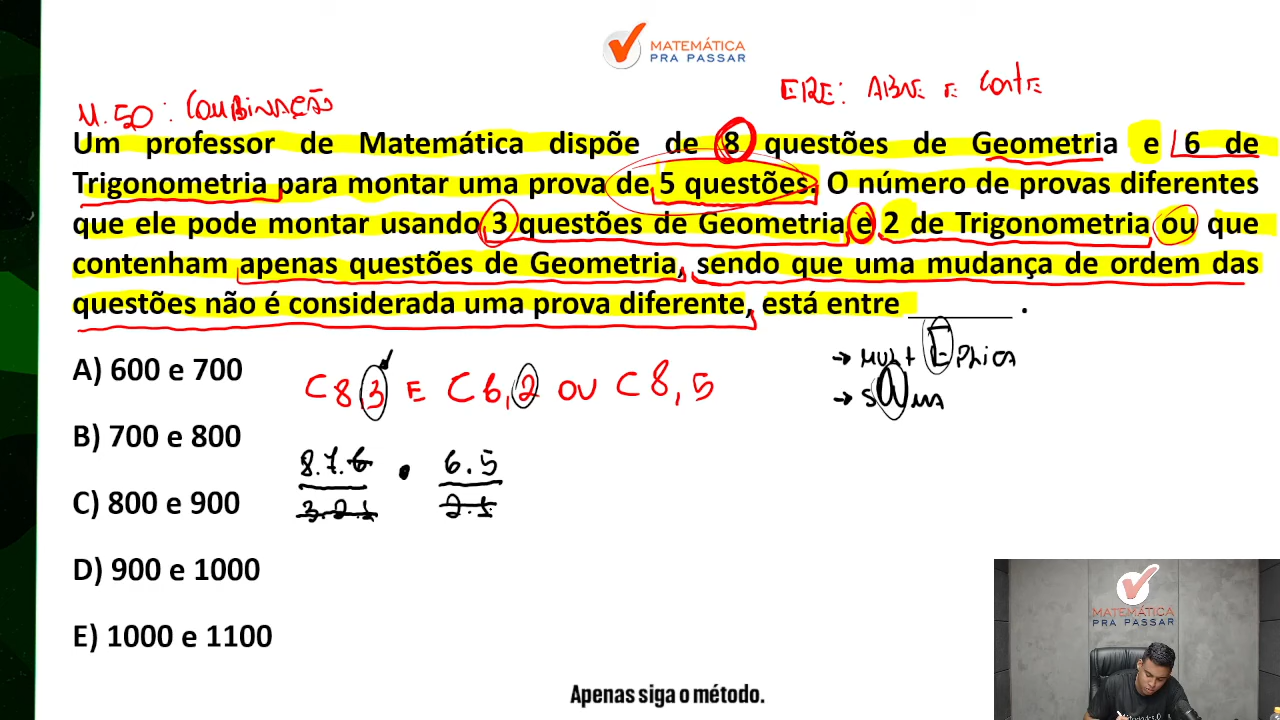 MATEMÁTICA
PRA PASSAR
M.50: COMBINAÇÃO
ERE: ABRE E CORTE
Um professor de Matemática dispõe de 8 questões de Geometria e 6 de
Trigonometria para montar uma prova de 5 questões. O número de provas diferentes
que ele pode montar usando 3 questões de Geometria e 2 de Trigonometria ou que
contenham apenas questões de Geometria, sendo que uma mudança de ordem das
questões não é considerada uma prova diferente, está entre __________ .
A) 600 e 700
B) 700 e 800
C) 800 e 900
D) 900 e 1000
E) 1000 e 1100
→ MULTEPLICA
→ SOUMA
C8,3 E C6,2 OU C8,5
8.7.6 • 6.5
3.2.1 2.1
MATEMÁTICA
PRA PASSAR
Apenas siga o método.